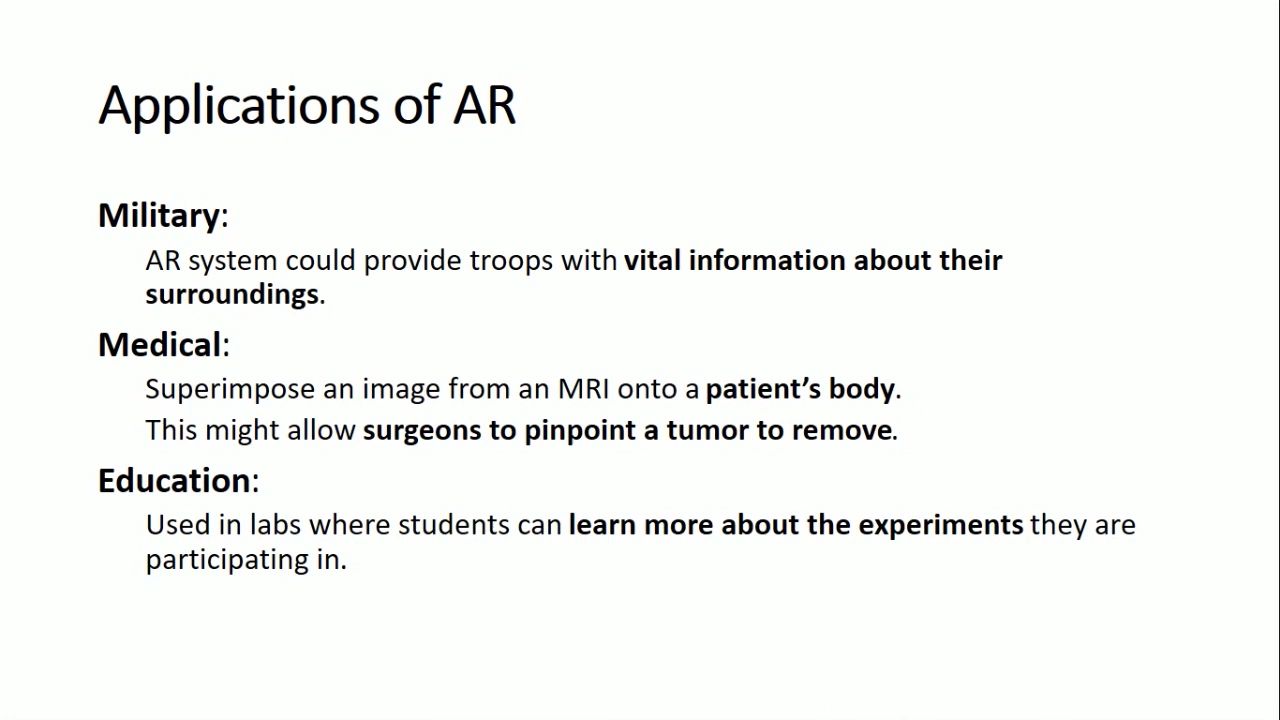 Applications of AR
Military:
AR system could provide troops with vital information about their
surroundings.
Medical:
Superimpose an image from an MRI onto a patient’s body.
This might allow surgeons to pinpoint a tumor to remove.
Education:
Used in labs where students can learn more about the experiments they are
participating in.